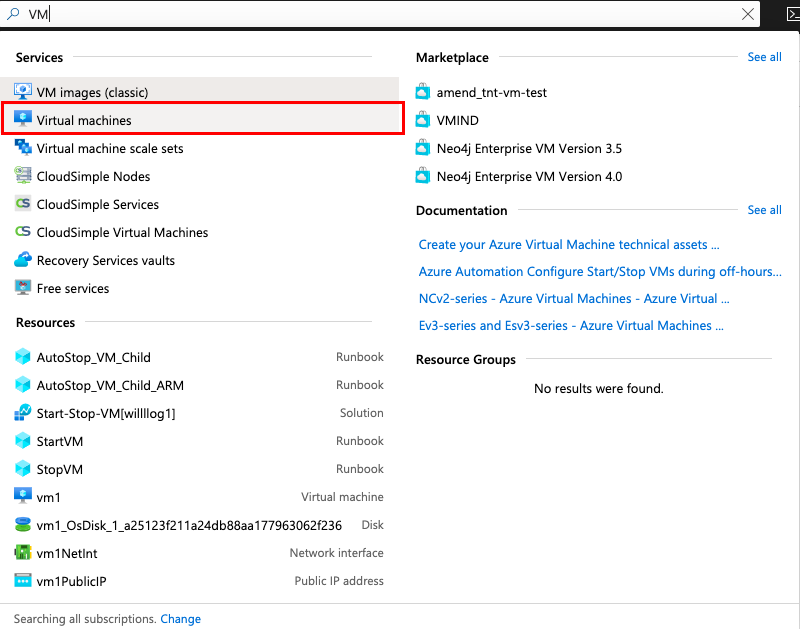 VM
Services
VM images (classic)
Virtual machines
Virtual machine scale sets
CloudSimple Nodes
CS CloudSimple Services
CS CloudSimple Virtual Machines
Recovery Services vaults
Free services
Resources
AutoStop_VM_Child Runbook
AutoStop_VM_Child_ARM Runbook
Start-Stop-VM[willlog1] Solution
StartVM Runbook
StopVM Runbook
vm1 Virtual machine
vm1_OsDisk_1_a25123f211a24db88aa177963062f236 Disk
vm1NetInt Network interface
vm1PublicIP Public IP address
Marketplace See all
amend_tnt-vm-test
VMIND
Neo4j Enterprise VM Version 3.5
Neo4j Enterprise VM Version 4.0
Documentation See all
Create your Azure Virtual Machine technical assets ...
Azure Automation Configure Start/Stop VMs during off-hours...
NCv2-series - Azure Virtual Machines - Azure Virtual ...
Ev3-series and Esv3-series - Azure Virtual Machines ...
Resource Groups
No results were found.
Searching all subscriptions. Change